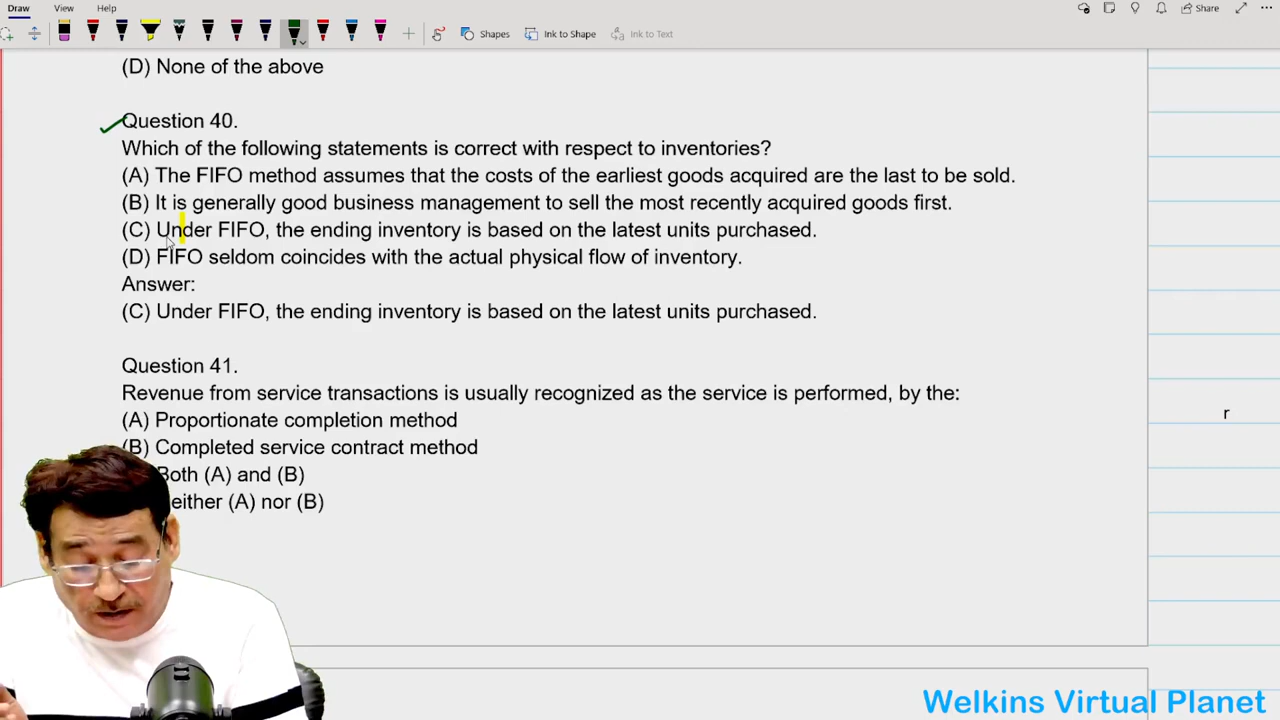 Draw View Help Share
Shapes Ink to Shape Ink to Text
(D) None of the above
Question 40.
Which of the following statements is correct with respect to inventories?
(A) The FIFO method assumes that the costs of the earliest goods acquired are the last to be sold.
(B) It is generally good business management to sell the most recently acquired goods first.
(C) Under FIFO, the ending inventory is based on the latest units purchased.
(D) FIFO seldom coincides with the actual physical flow of inventory.
Answer:
(C) Under FIFO, the ending inventory is based on the latest units purchased.
Question 41.
Revenue from service transactions is usually recognized as the service is performed, by the:
(A) Proportionate completion method
r
(B) Completed service contract method
Both (A) and (B)
either (A) nor (B)
Welkins Virtual Planet